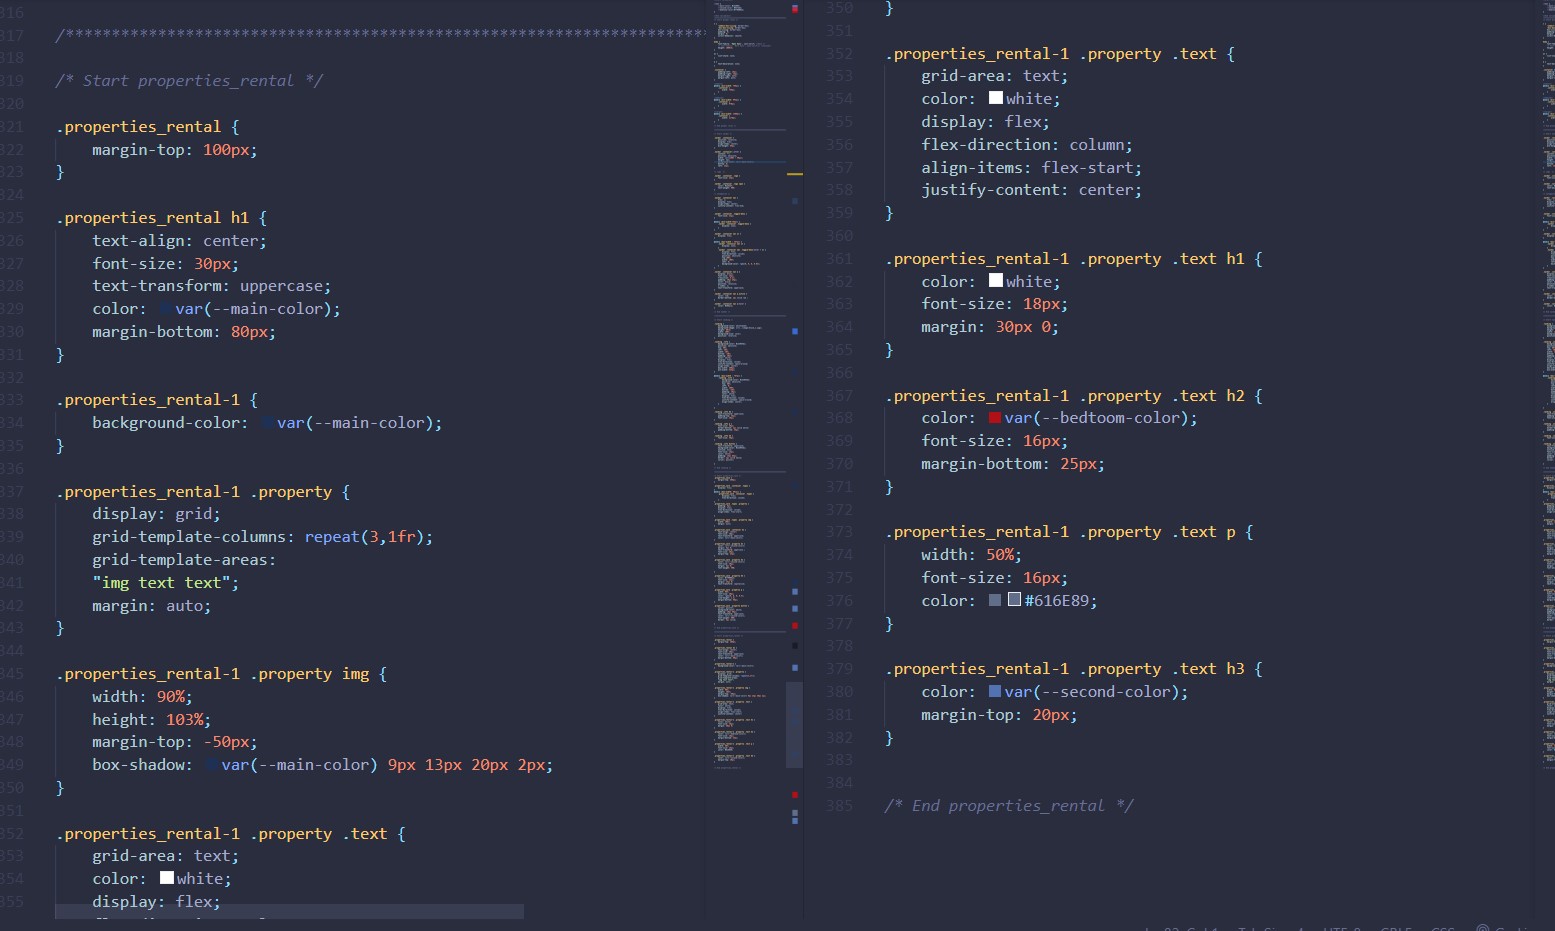 316
317 /**********************************************************************
318
319 /* Start properties_rental */
320
321 .properties_rental {
322 margin-top: 100px;
323 }
324
325 .properties_rental h1 {
326 text-align: center;
327 font-size: 30px;
328 text-transform: uppercase;
329 color: var(--main-color);
330 margin-bottom: 80px;
331 }
332
333 .properties_rental-1 {
334 background-color: var(--main-color);
335 }
336
337 .properties_rental-1 .property {
338 display: grid;
339 grid-template-columns: repeat(3,1fr);
340 grid-template-areas:
341 "img text text";
342 margin: auto;
343 }
344
345 .properties_rental-1 .property img {
346 width: 90%;
347 height: 103%;
348 margin-top: -50px;
349 box-shadow: var(--main-color) 9px 13px 20px 2px;
350 }
351
352 .properties_rental-1 .property .text {
353 grid-area: text;
354 color: white;
355 display: flex;
350 }
351
352 .properties_rental-1 .property .text {
353 grid-area: text;
354 color: white;
355 display: flex;
356 flex-direction: column;
357 align-items: flex-start;
358 justify-content: center;
359 }
360
361 .properties_rental-1 .property .text h1 {
362 color: white;
363 font-size: 18px;
364 margin: 30px 0;
365 }
366
367 .properties_rental-1 .property .text h2 {
368 color: var(--bedtoom-color);
369 font-size: 16px;
370 margin-bottom: 25px;
371 }
372
373 .properties_rental-1 .property .text p {
374 width: 50%;
375 font-size: 16px;
376 color: #616E89;
377 }
378
379 .properties_rental-1 .property .text h3 {
380 color: var(--second-color);
381 margin-top: 20px;
382 }
383
384
385 /* End properties_rental */